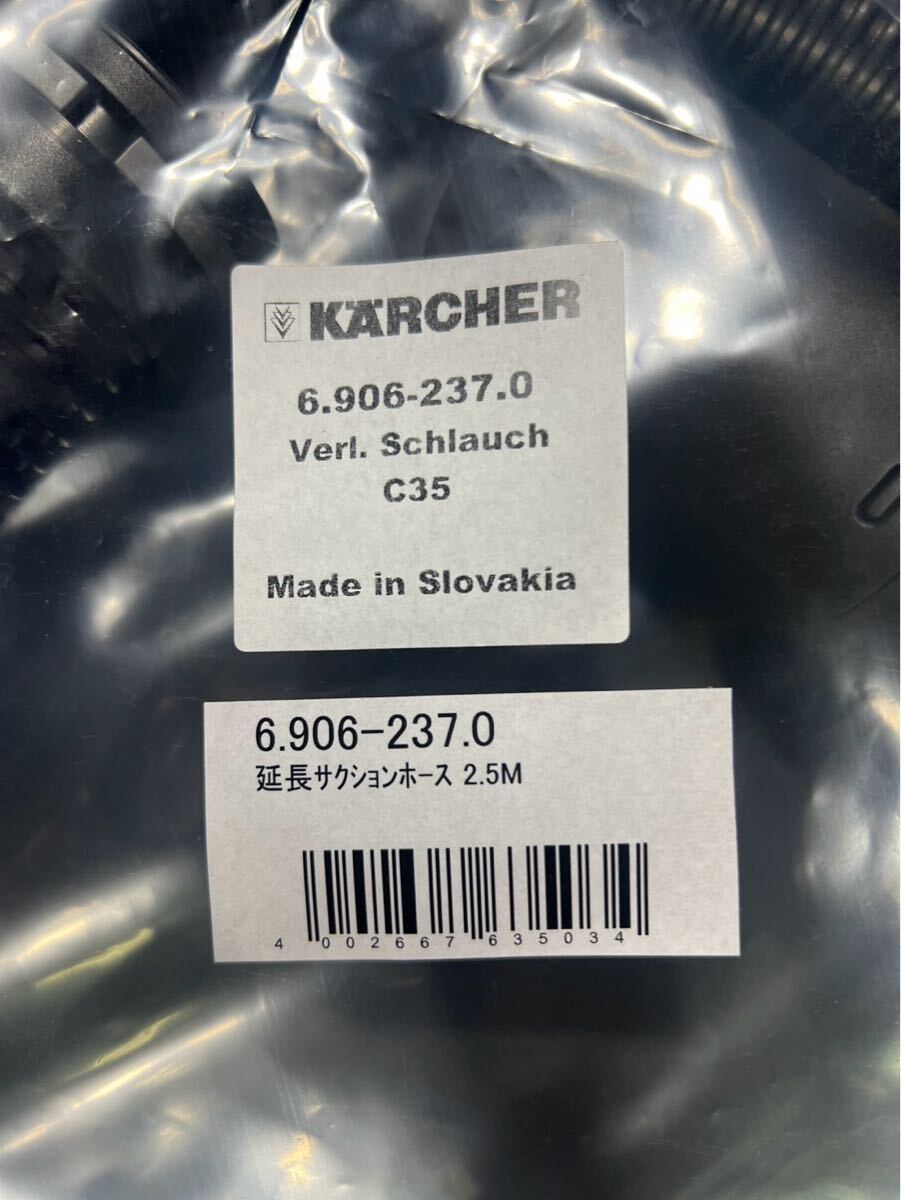 KÄRCHER
6.906-237.0
Verl. Schlauch
C35
Made in Slovakia
6.906-237.0
延長サクションホース 2.5M
4 002667 635034